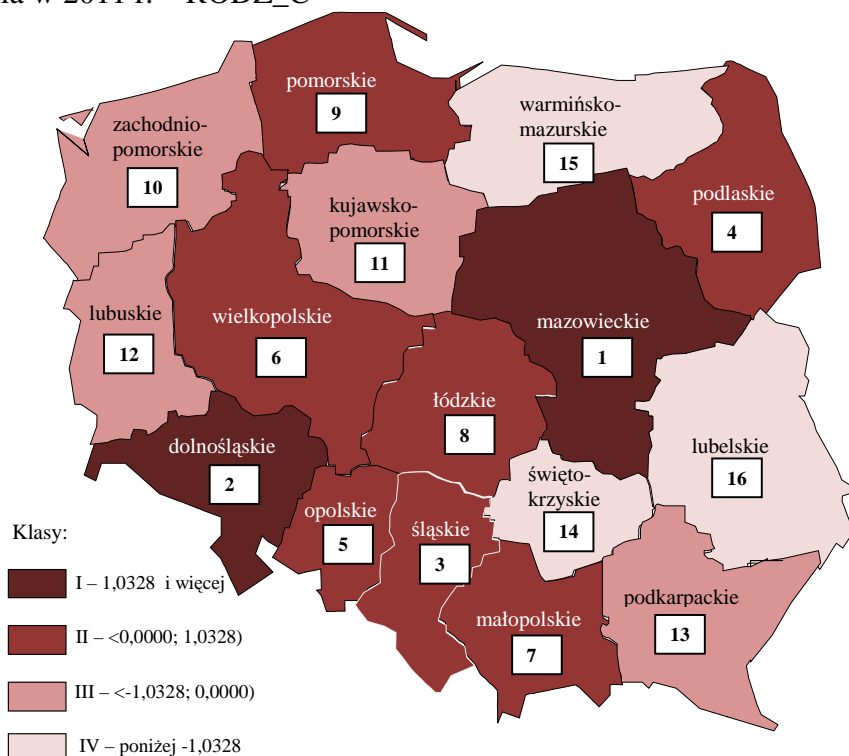 w 2011 r. – RODZ_C
pomorskie
9
warmińsko-
mazurskie
15
zachodnio-
pomorskie
10
podlaskie
4
kujawsko-
pomorskie
11
lubuskie
12
wielkopolskie
6
mazowieckie
1
łódzkie
8
dolnośląskie
2
lubelskie
16
święto-
krzyskie
14
opolskie
5
śląskie
3
podkarpackie
13
małopolskie
7
Klasy:
I – 1,0328 i więcej
II – <0,0000; 1,0328)
III – <-1,0328; 0,0000)
IV – poniżej -1,0328